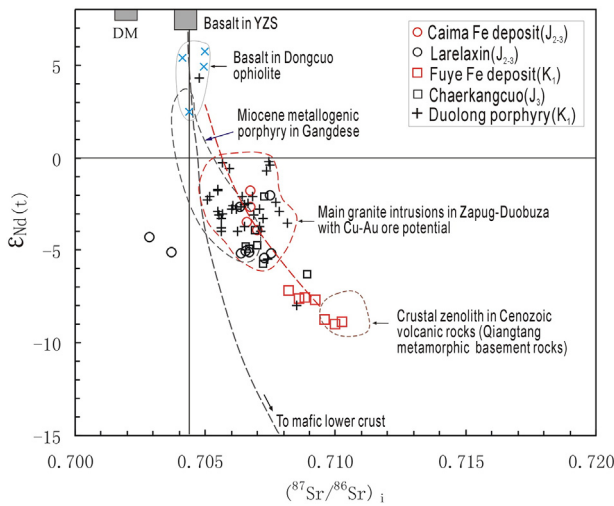 DM
Basalt in YZS
Caima Fe deposit(J₂₋₃)
Larelaxin(J₂₋₃)
Fuye Fe deposit(K₁)
Chaerkangcuo(J₃)
Duolong porphyry(K₁)
Basalt in Dongcuo
ophiolite
Miocene metallogenic
porphyry in Gangdese
Main granite intrusions in Zapug-Duobuza
with Cu-Au ore potential
Crustal zenolith in Cenozoic
volcanic rocks (Qiangtang
metamorphic basement rocks)
To mafic lower crust
5
0
-5
-10
-15
εNd(t)
0.700
0.705
0.710
0.715
0.720
(⁸⁷Sr/⁸⁶Sr)i